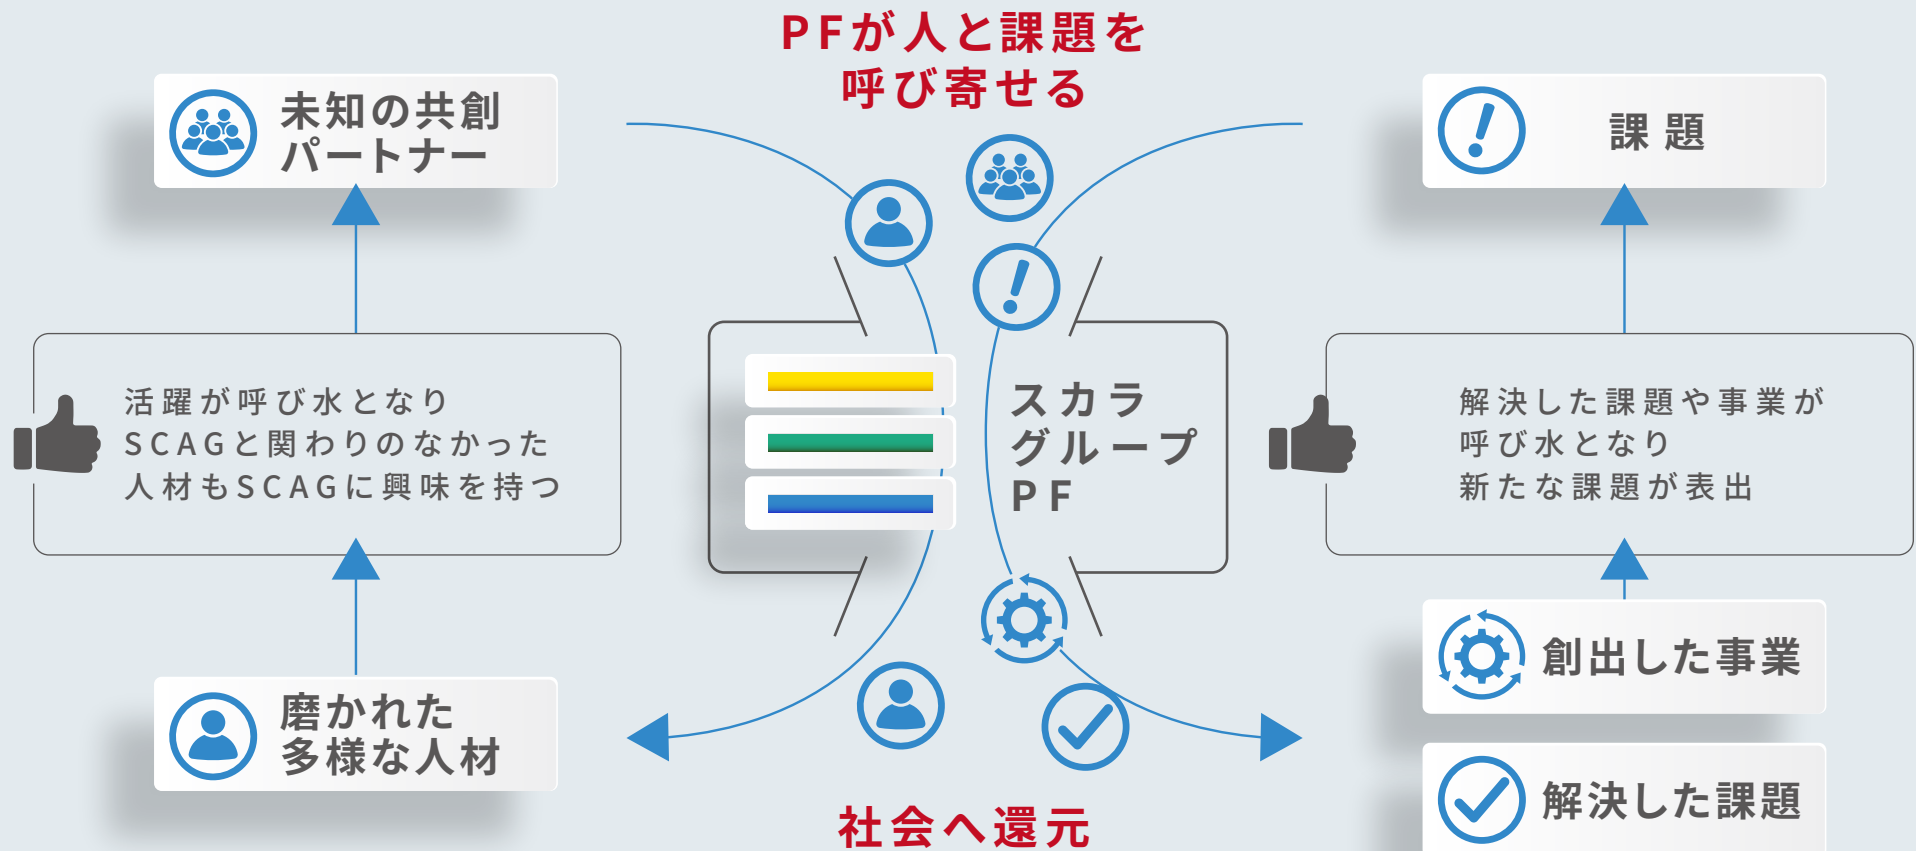 PFが人と課題を
呼び寄せる
未知の共創
パートナー
課題
活躍が呼び水となり
SCAGと関わりのなかった
人材もSCAGに興味を持つ
スカラ
グループ
PF
解決した課題や事業が
呼び水となり
新たな課題が表出
磨かれた
多様な人材
創出した事業
解決した課題
社会へ還元